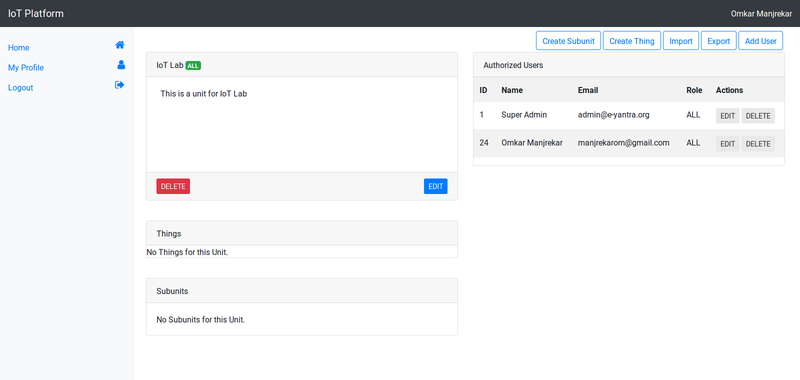 IoT Platform
Omkar Manjrekar
Home
My Profile
Logout
Create Subunit
Create Thing
Import
Export
Add User
IoT Lab ALL
This is a unit for IoT Lab
DELETE
EDIT
Things
No Things for this Unit.
Subunits
No Subunits for this Unit.
Authorized Users
ID Name Email Role Actions
1 Super Admin admin@e-yantra.org ALL EDIT DELETE
24 Omkar Manjrekar manjrekarom@gmail.com ALL EDIT DELETE